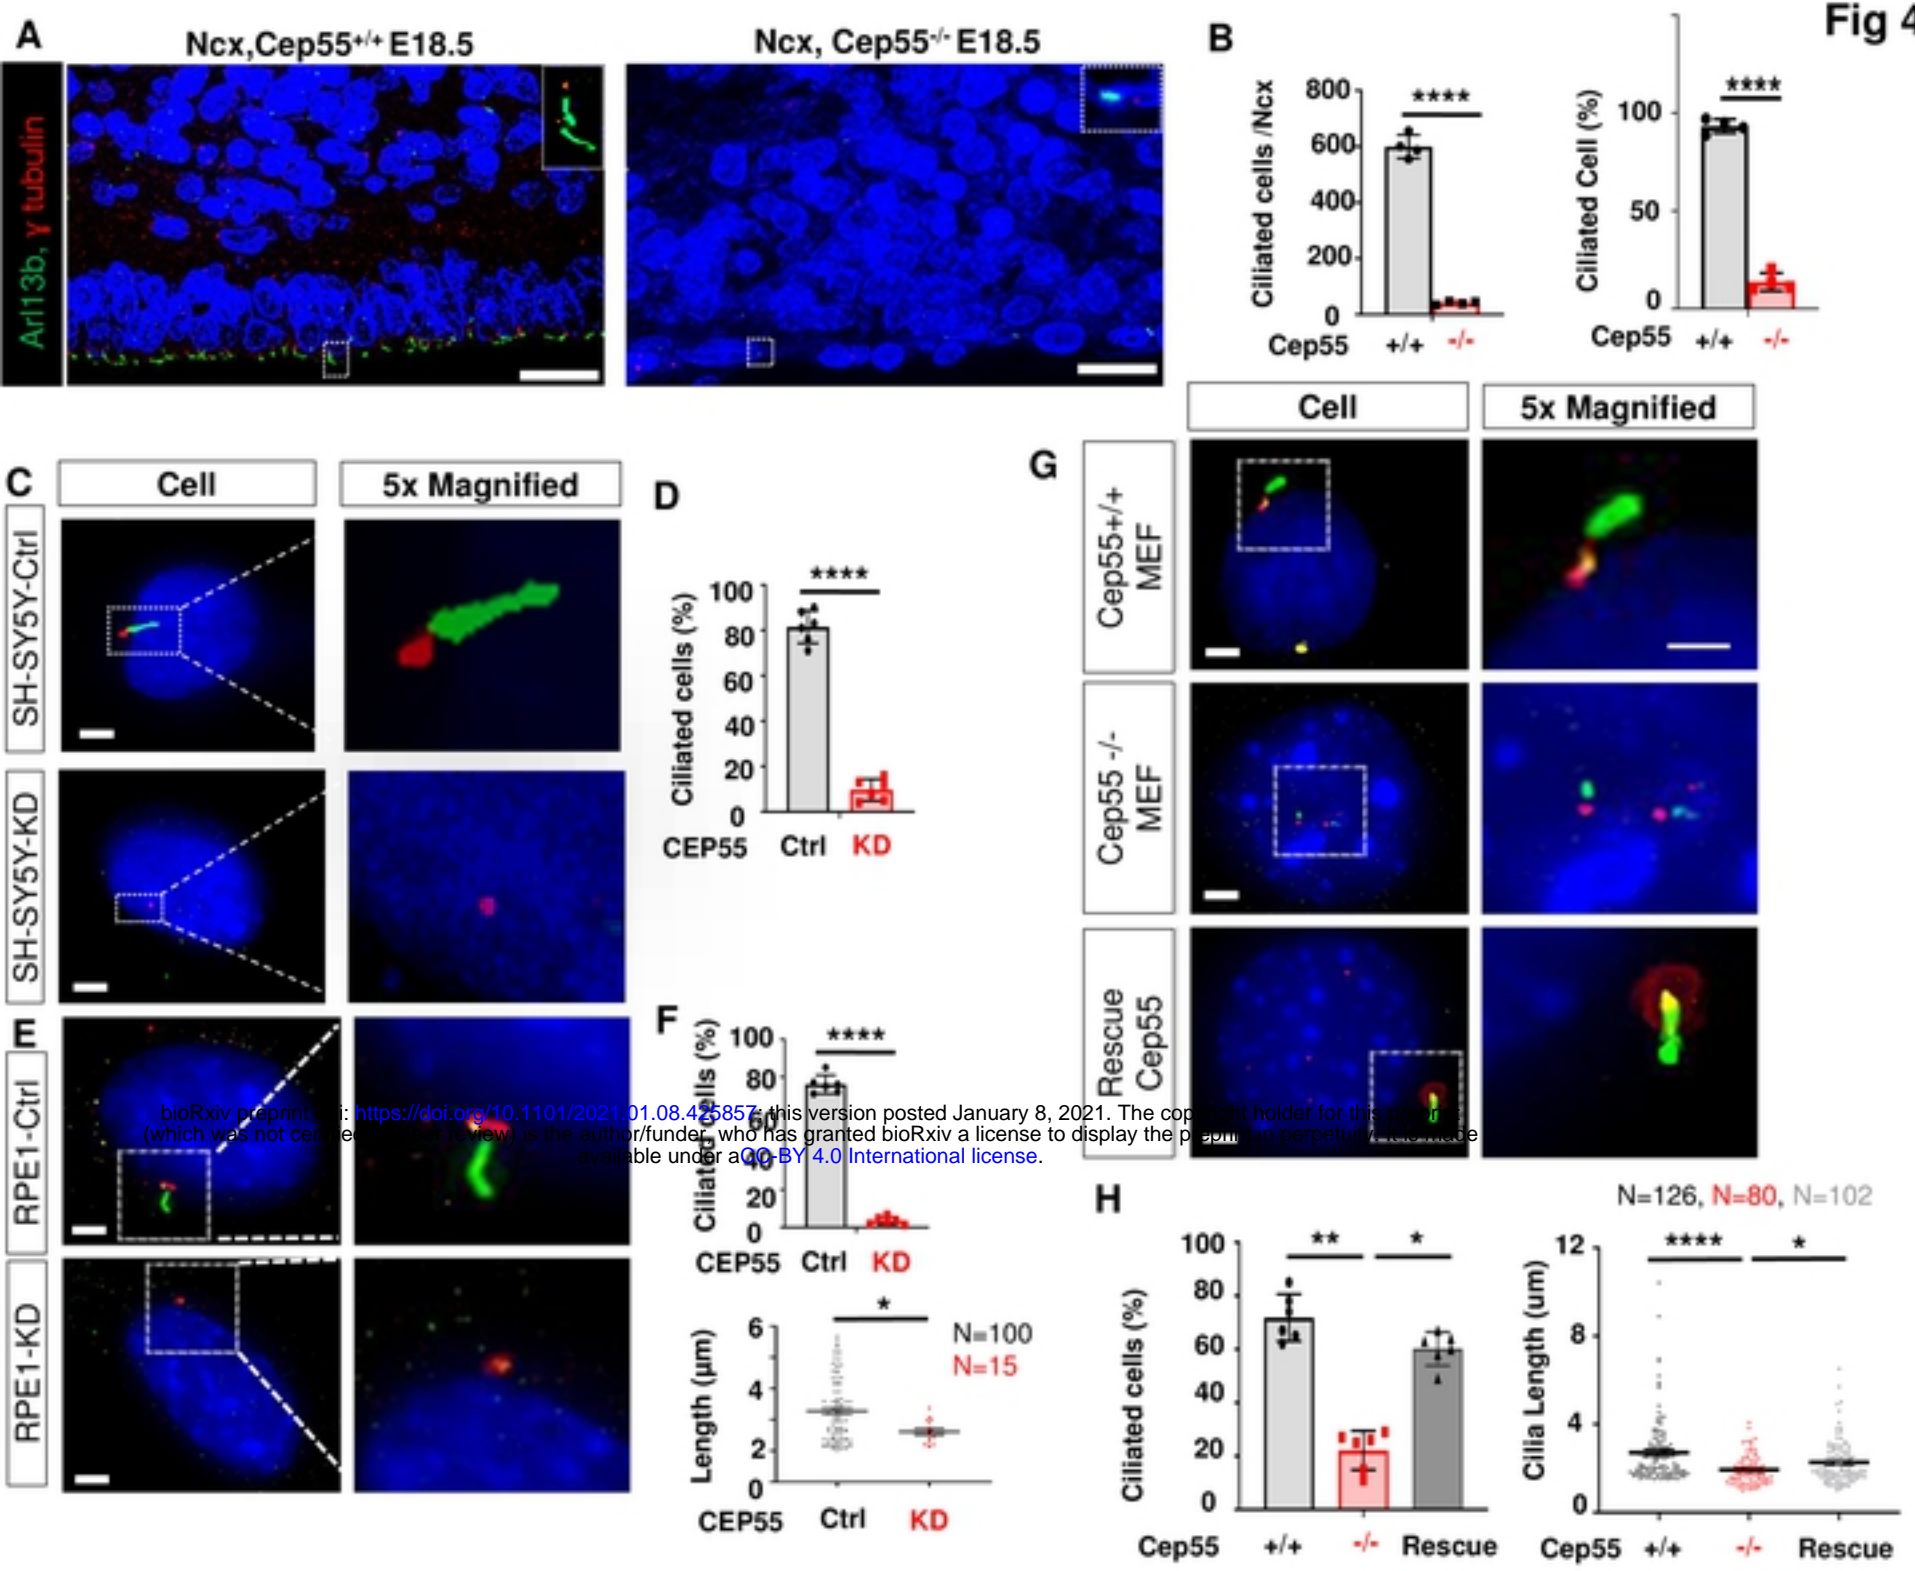 Fig 4
A
Ncx,Cep55+/+ E18.5
Ncx, Cep55-/- E18.5
Arl13b, γ tubulin
B
Ciliated cells /Ncx
800
600
400
200
0
****
Cep55 +/+ -/-
Ciliated Cell (%)
100
50
0
****
Cep55 +/+ -/-
C
Cell
5x Magnified
SH-SY5Y-Ctrl
SH-SY5Y-KD
D
Ciliated cells (%)
100
80
60
40
20
0
****
CEP55 Ctrl KD
E
RPE1-Ctrl
RPE1-KD
F
Ciliated cells (%)
100
80
60
40
20
0
****
CEP55 Ctrl KD
Length (µm)
6
4
2
0
*
N=100
N=15
CEP55 Ctrl KD
G
Cell
5x Magnified
Cep55+/+
MEF
Cep55 -/-
MEF
Rescue
Cep55
bioRxiv preprint doi: https://doi.org/10.1101/2021.01.08.425857; this version posted January 8, 2021. The copyright holder for this preprint
(which was not certified by peer review) is the author/funder, who has granted bioRxiv a license to display the preprint in perpetuity. It is made
available under aCC-BY 4.0 International license.
H
Ciliated cells (%)
100
80
60
40
20
0
** *
Cep55 +/+ -/- Rescue
N=126, N=80, N=102
Cilia Length (um)
12
8
4
0
**** *
Cep55 +/+ -/- Rescue